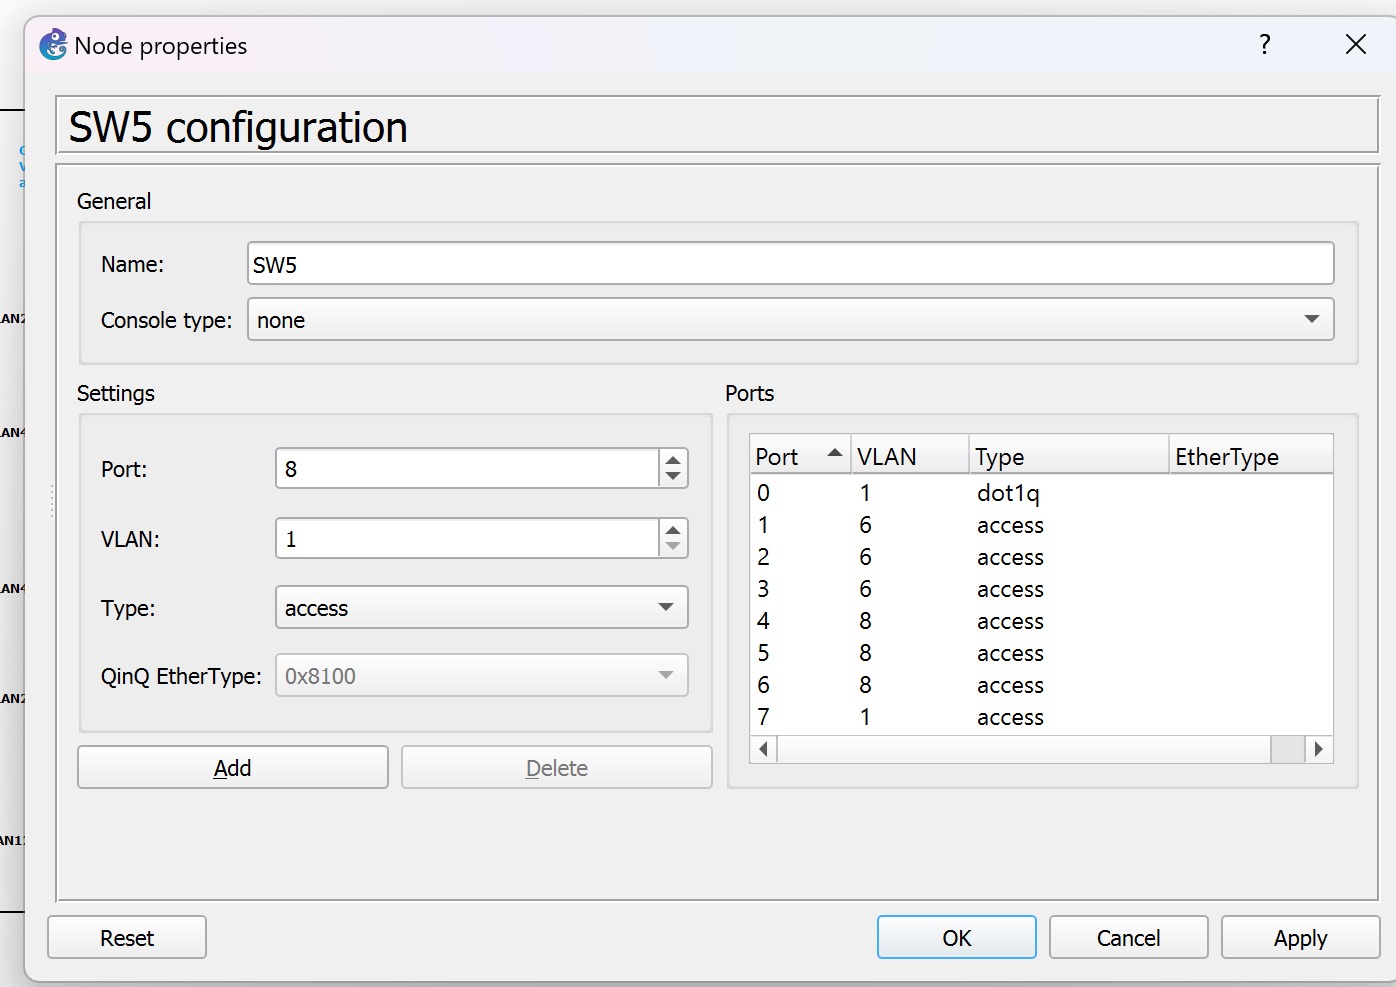 Node properties
?
SW5 configuration
General
Name: SW5
Console type: none
Settings
Port: 8
VLAN: 1
Type: access
QinQ EtherType: 0x8100
Add Delete
Ports
Port VLAN Type EtherType
0 1 dot1q
1 6 access
2 6 access
3 6 access
4 8 access
5 8 access
6 8 access
7 1 access
Reset OK Cancel Apply